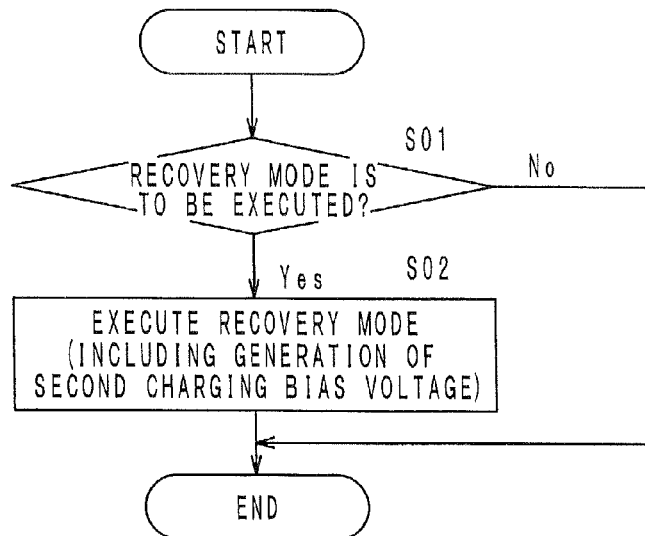 START
S01
RECOVERY MODE IS
TO BE EXECUTED?
No
Yes
S02
EXECUTE RECOVERY MODE
(INCLUDING GENERATION OF
SECOND CHARGING BIAS VOLTAGE)
END